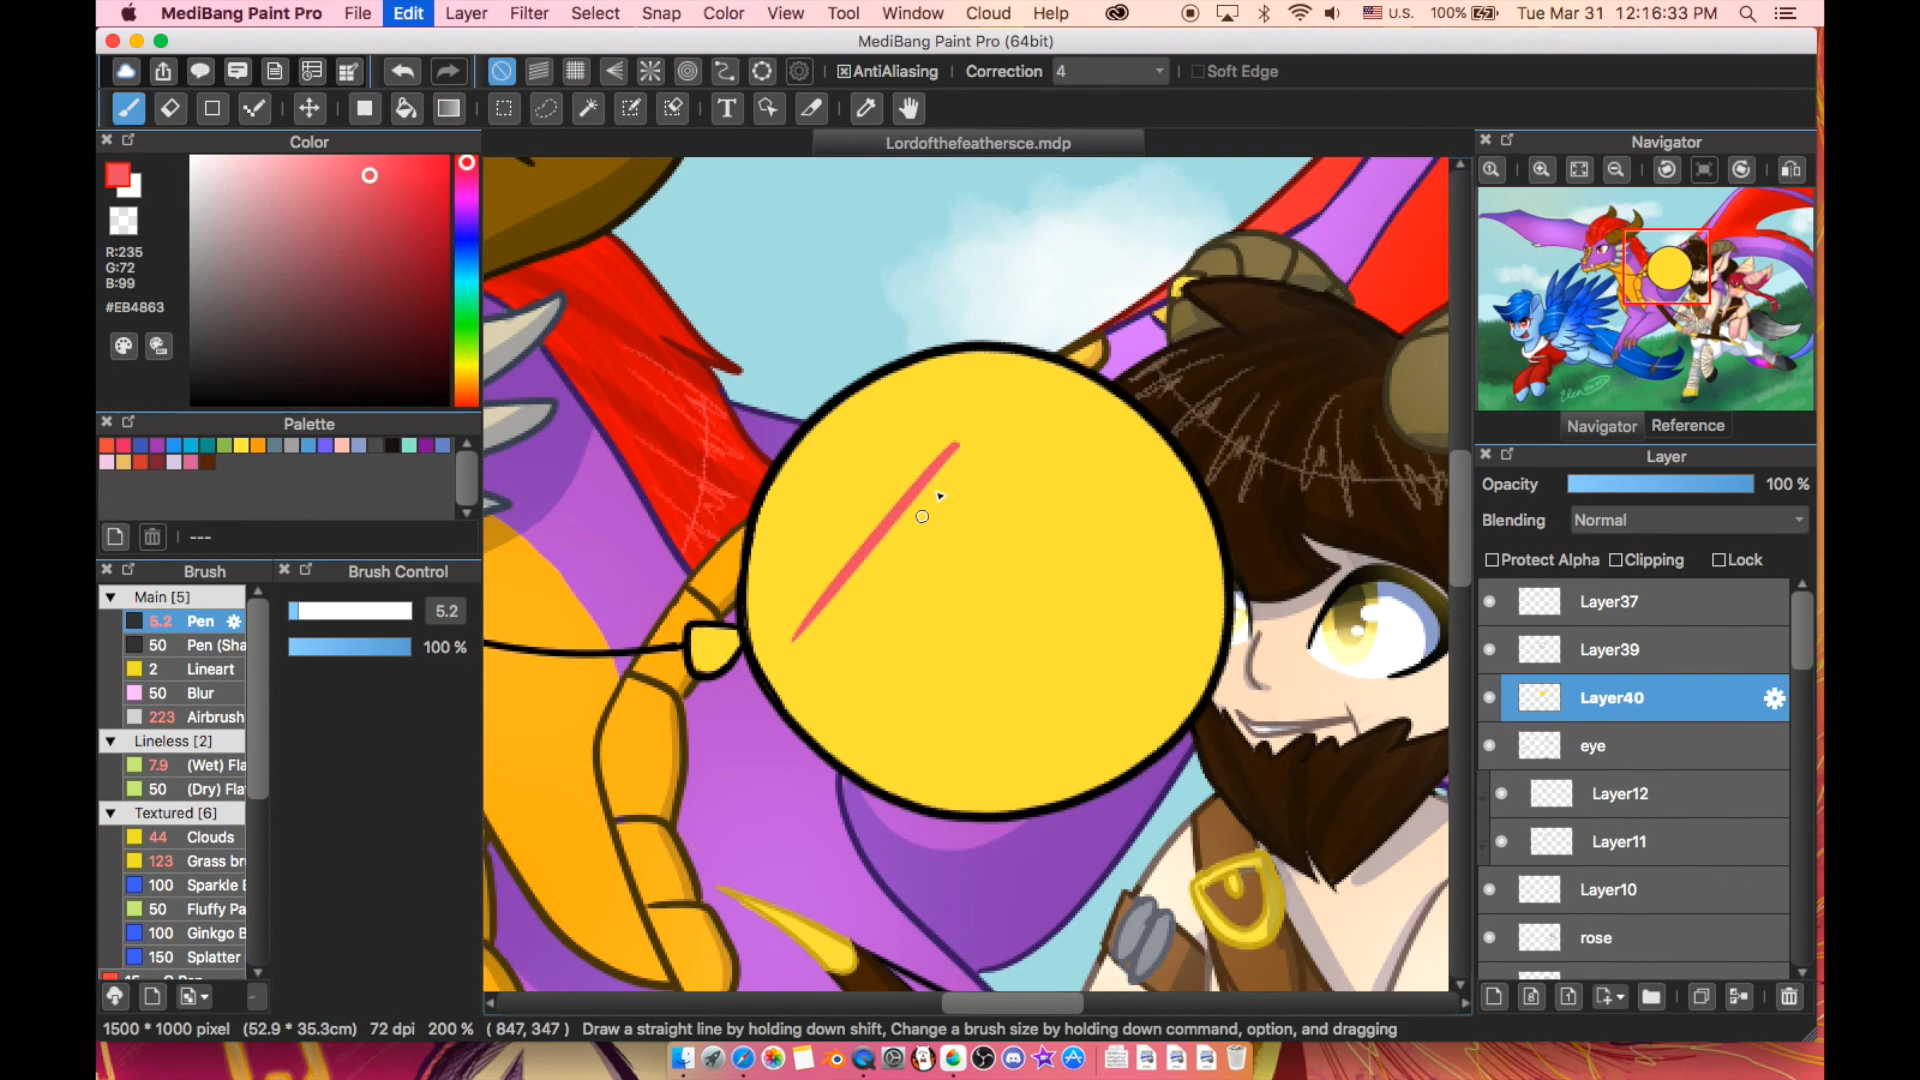 MediBang Paint Pro File Edit Layer Filter Select Snap Color View Tool Window Cloud Help U.S. 100% Tue Mar 31 12:16:33 PM
MediBang Paint Pro (64bit)
AntiAliasing Correction 4 Soft Edge
T
Color
Lordofthefeathersce.mdp
Navigator
R:235
G:72
B:99
#EB4863
Palette
---
Navigator Reference
Layer
Opacity 100 %
Blending Normal
Protect Alpha Clipping Lock
Brush
Brush Control
Main [5]
5.2 Pen
50 Pen (Sha
2 Lineart
50 Blur
223 Airbrush
Lineless [2]
7.9 (Wet) Fla
50 (Dry) Fla
Textured [6]
44 Clouds
123 Grass br
100 Sparkle
50 Fluffy Pa
100 Ginkgo
150 Splatter
5.2
100 %
Layer37
Layer39
Layer40
eye
Layer12
Layer11
Layer10
rose
1500 * 1000 pixel (52.9 * 35.3cm) 72 dpi 200 % ( 847, 347 ) Draw a straight line by holding down shift, Change a brush size by holding down command, option, and dragging